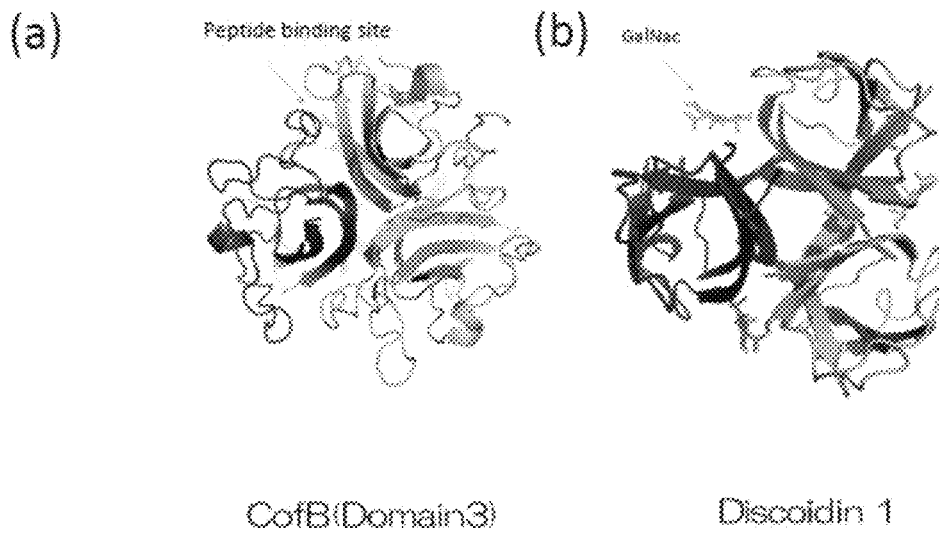 (a)
Peptide binding site
(b)
GalNac
CofB(Domain3)
Discoidin 1